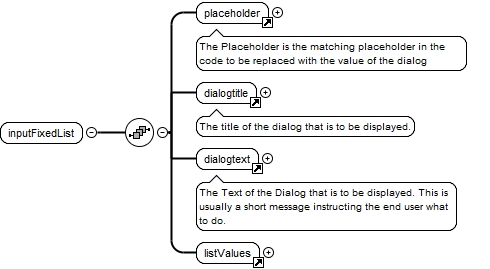 placeholder
The Placeholder is the matching placeholder in the
code to be replaced with the value of the dialog
dialogtitle
The title of the dialog that is to be displayed.
inputFixedList
dialogtext
The Text of the Dialog that is to be displayed. This is
usually a short message instructing the end user what
to do.
listValues